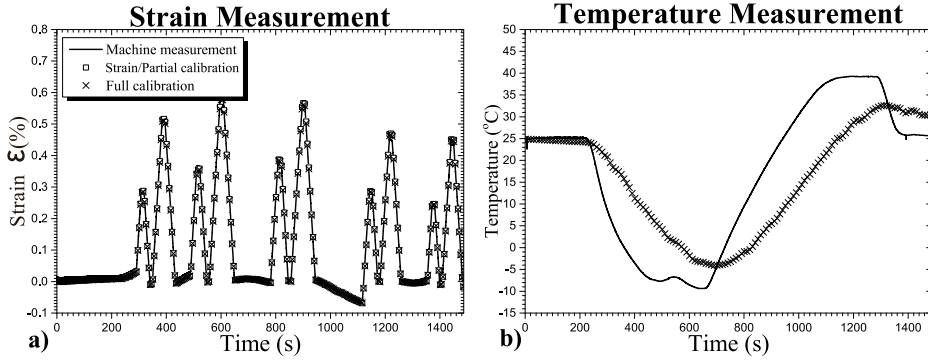 Strain Measurement
Temperature Measurement
Machine measurement
Strain/Partial calibration
Full calibration
Strain ε(%)
0.8
0.7
0.6
0.5
0.4
0.3
0.2
0.1
0.0
-0.1
0 200 400 600 800 1000 1200 1400
Time (s)
a)
Temperature (°C)
50
45
40
35
30
25
20
15
10
5
0
-5
-10
-15
0 200 400 600 800 1000 1200 1400
Time (s)
b)